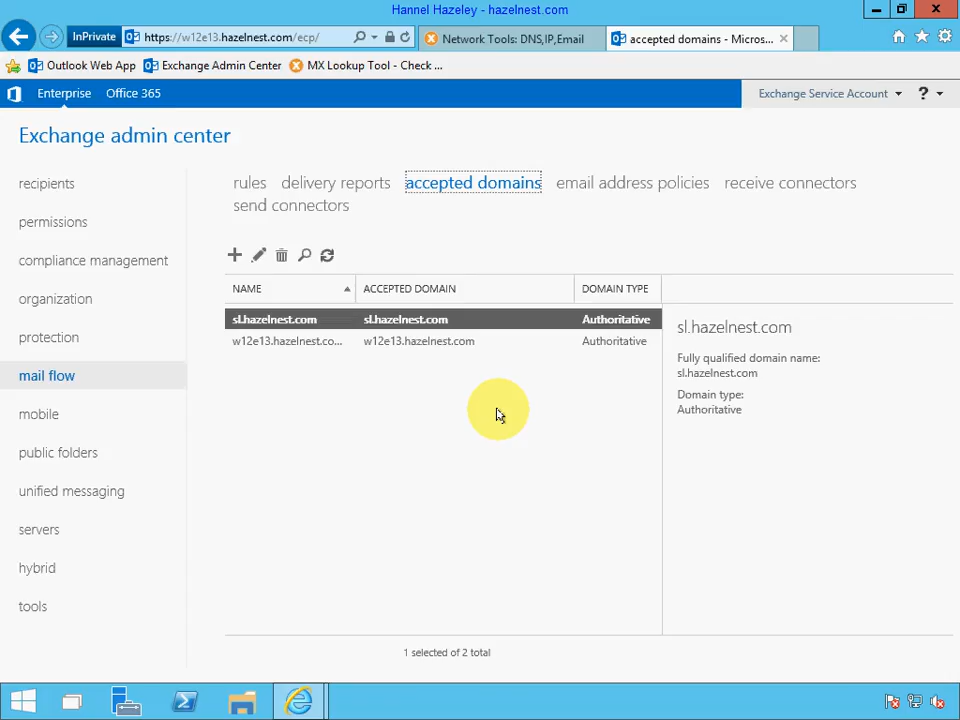 Hannel Hazeley - hazelnest.com
InPrivate
https://w12e13.hazelnest.com/ecp/
Network Tools: DNS,IP,Email
accepted domains - Micros...
Outlook Web App
Exchange Admin Center
MX Lookup Tool - Check ...
Enterprise
Office 365
Exchange Service Account
?
Exchange admin center
recipients
permissions
compliance management
organization
protection
mail flow
mobile
public folders
unified messaging
servers
hybrid
tools
rules
delivery reports
accepted domains
email address policies
receive connectors
send connectors
NAME
ACCEPTED DOMAIN
DOMAIN TYPE
sl.hazelnest.com
sl.hazelnest.com
Authoritative
w12e13.hazelnest.co...
w12e13.hazelnest.com
Authoritative
sl.hazelnest.com
Fully qualified domain name:
sl.hazelnest.com
Domain type:
Authoritative
1 selected of 2 total